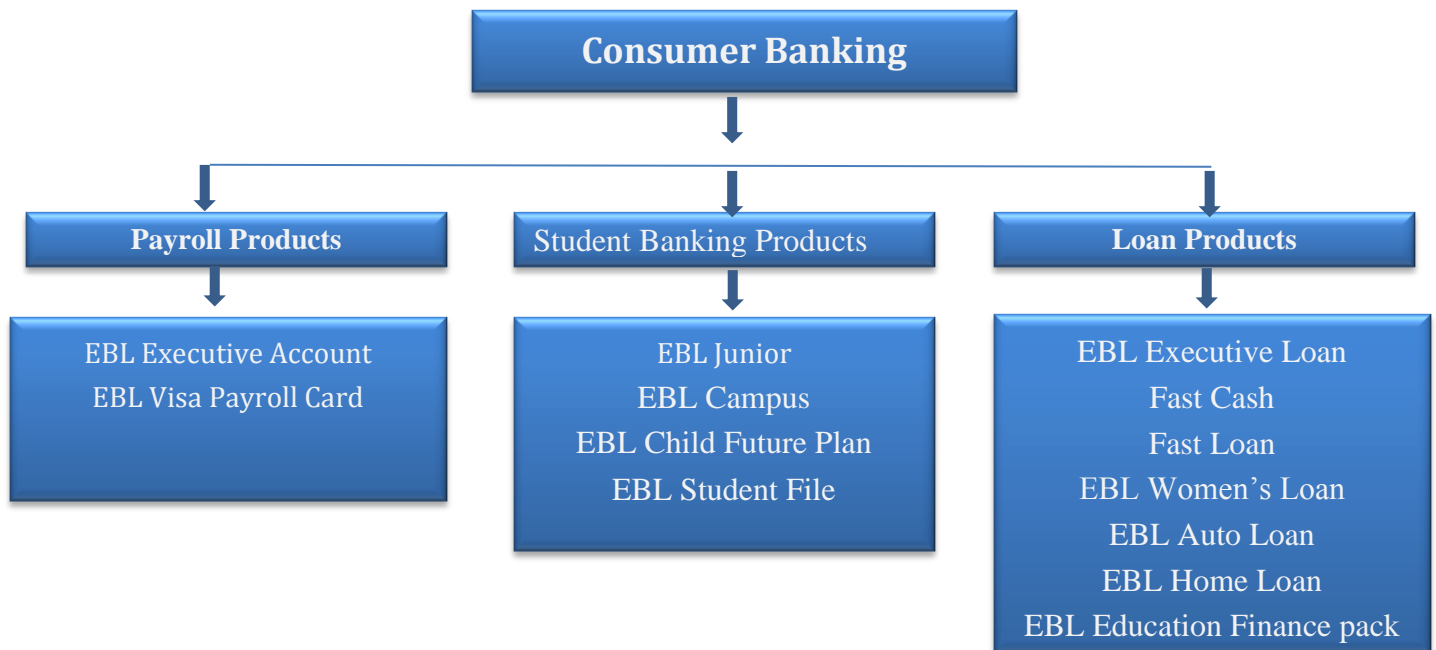 Consumer Banking
Payroll Products
Student Banking Products
Loan Products
EBL Executive Account
EBL Visa Payroll Card
EBL Junior
EBL Campus
EBL Child Future Plan
EBL Student File
EBL Executive Loan
Fast Cash
Fast Loan
EBL Women’s Loan
EBL Auto Loan
EBL Home Loan
EBL Education Finance pack